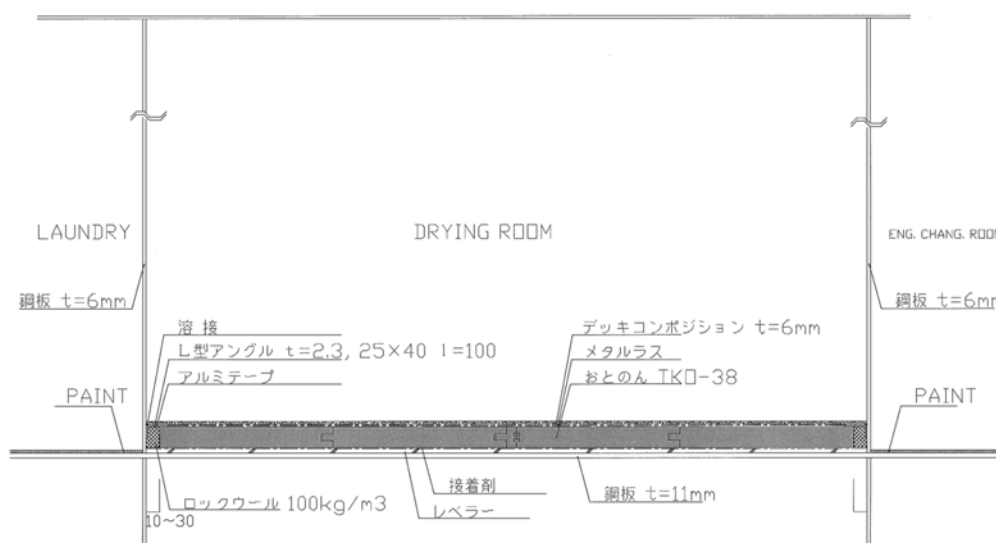 LAUNDRY
DRYING ROOM
ENG. CHANG. ROOM
鋼板 t=6mm
鋼板 t=6mm
溶接
L型アングル t=2.3, 25×40 l=100
アルミテープ
デッキコンポジション t=6mm
メタルラス
おとのん TKO-38
PAINT
PAINT
38
ロックウール 100kg/m3
接着剤
レベラー
鋼板 t=11mm
10~30